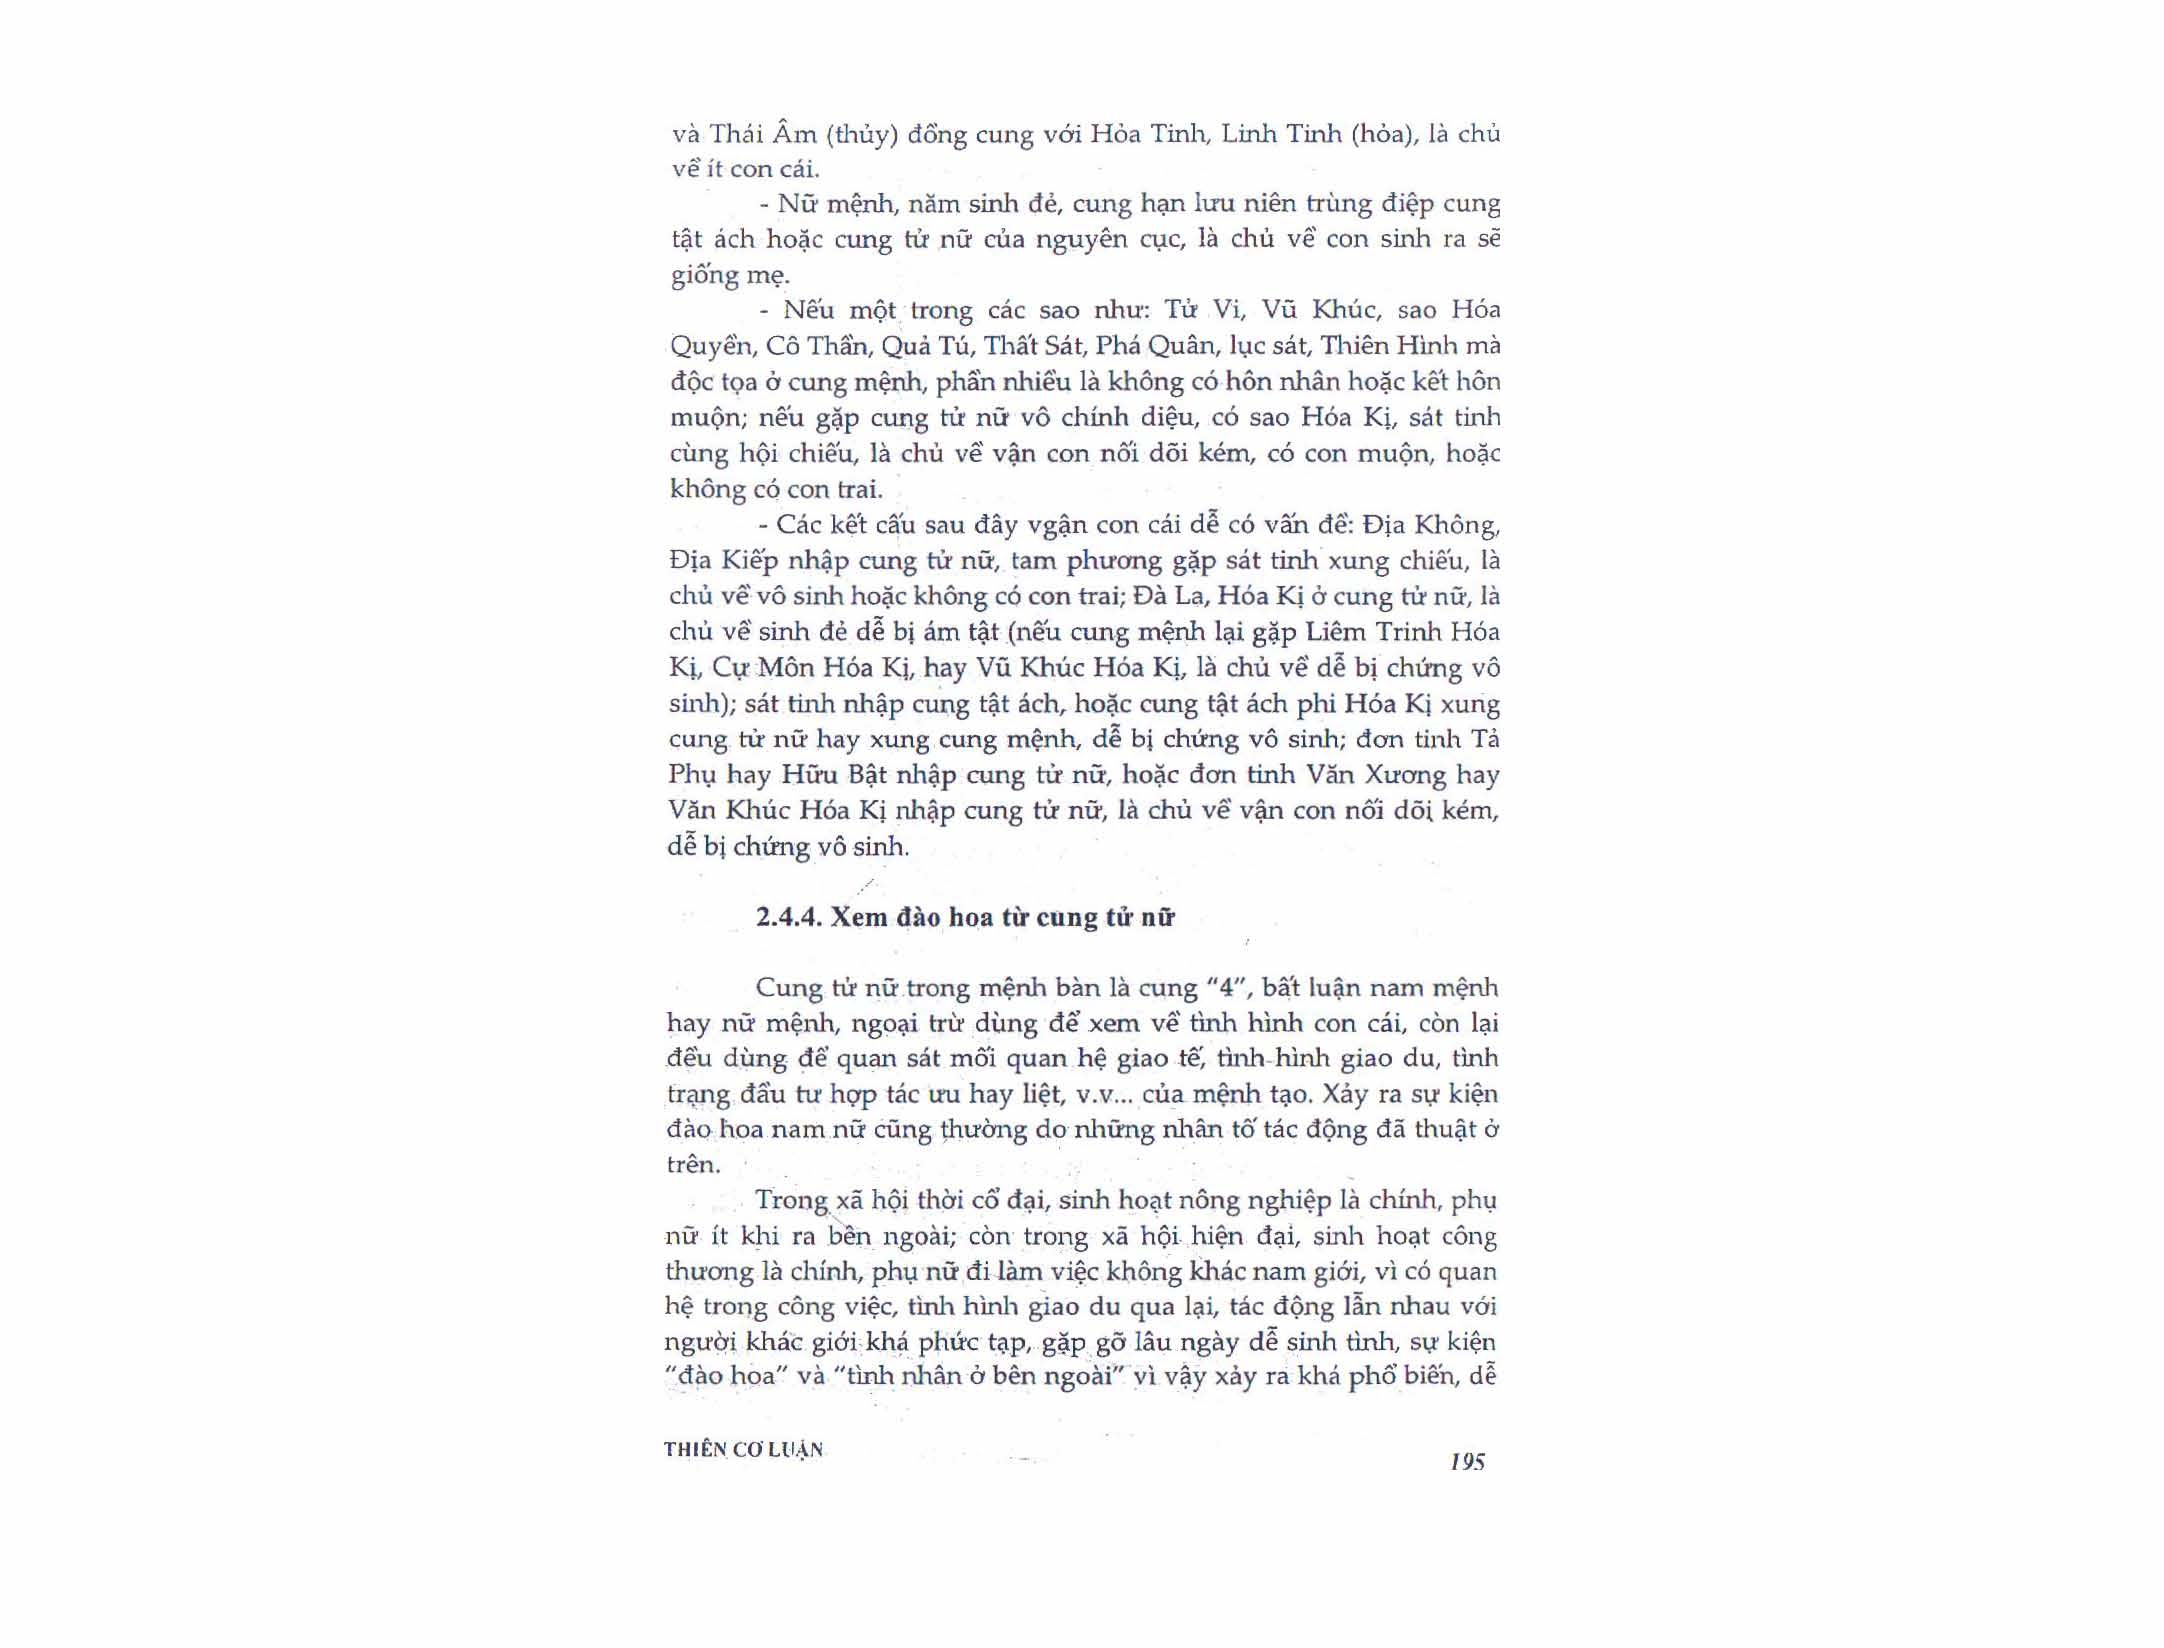 và Thái Âm (thủy) đồng cung với Hỏa Tinh, Linh Tinh (hỏa), là chủ
về ít con cái.
- Nữ mệnh, năm sinh đẻ, cung hạn lưu niên trùng điệp cung
tật ách hoặc cung tử nữ của nguyên cục, là chủ về con sinh ra sẽ
giống mẹ.
- Nếu một trong các sao như: Tử Vi, Vũ Khúc, sao Hóa
Quyền, Cô Thần, Quả Tú, Thất Sát, Phá Quân, lục sát, Thiên Hình mà
độc tọa ở cung mệnh, phần nhiều là không có hôn nhân hoặc kết hôn
muộn; nếu gặp cung tử nữ vô chính diệu, có sao Hóa Kị, sát tinh
cùng hội chiếu, là chủ về vận con nối dõi kém, có con muộn, hoặc
không có con trai.
- Các kết cấu sau đây vgận con cái dễ có vấn đề: Địa Không,
Địa Kiếp nhập cung tử nữ, tam phương gặp sát tinh xung chiếu, là
chủ về vô sinh hoặc không có con trai; Đà La, Hóa Kị ở cung tử nữ, là
chủ về sinh đẻ dễ bị ám tật (nếu cung mệnh lại gặp Liêm Trinh Hóa
Kị, Cự Môn Hóa Kị, hay Vũ Khúc Hóa Kị, là chủ về dễ bị chứng vô
sinh); sát tinh nhập cung tật ách, hoặc cung tật ách phi Hóa Kị xung
cung tử nữ hay xung cung mệnh, dễ bị chứng vô sinh; đơn tinh Tả
Phụ hay Hữu Bật nhập cung tử nữ, hoặc đơn tinh Văn Xương hay
Văn Khúc Hóa Kị nhập cung tử nữ, là chủ về vận con nối dõi kém,
dễ bị chứng vô sinh.
2.4.4. Xem đào hoa từ cung tử nữ
Cung tử nữ trong mệnh bàn là cung "4", bất luận nam mệnh
hay nữ mệnh, ngoại trừ dùng để xem về tình hình con cái, còn lại
đều dùng để quan sát mối quan hệ giao tế, tình hình giao du, tình
trạng đầu tư hợp tác ưu hay liệt, v.v... của mệnh tạo. Xảy ra sự kiện
đào hoa nam nữ cũng thường do những nhân tố tác động đã thuật ở
trên.
Trong xã hội thời cổ đại, sinh hoạt nông nghiệp là chính, phụ
nữ ít khi ra bên ngoài; còn trong xã hội hiện đại, sinh hoạt công
thương là chính, phụ nữ đi làm việc không khác nam giới, vì có quan
hệ trong công việc, tình hình giao du qua lại, tác động lẫn nhau với
người khác giới khá phức tạp, gặp gỡ lâu ngày dễ sinh tình, sự kiện
"đào hoa" và "tình nhân ở bên ngoài" vì vậy xảy ra khá phổ biến, dễ
THIÊN CƠ LUẬN
195